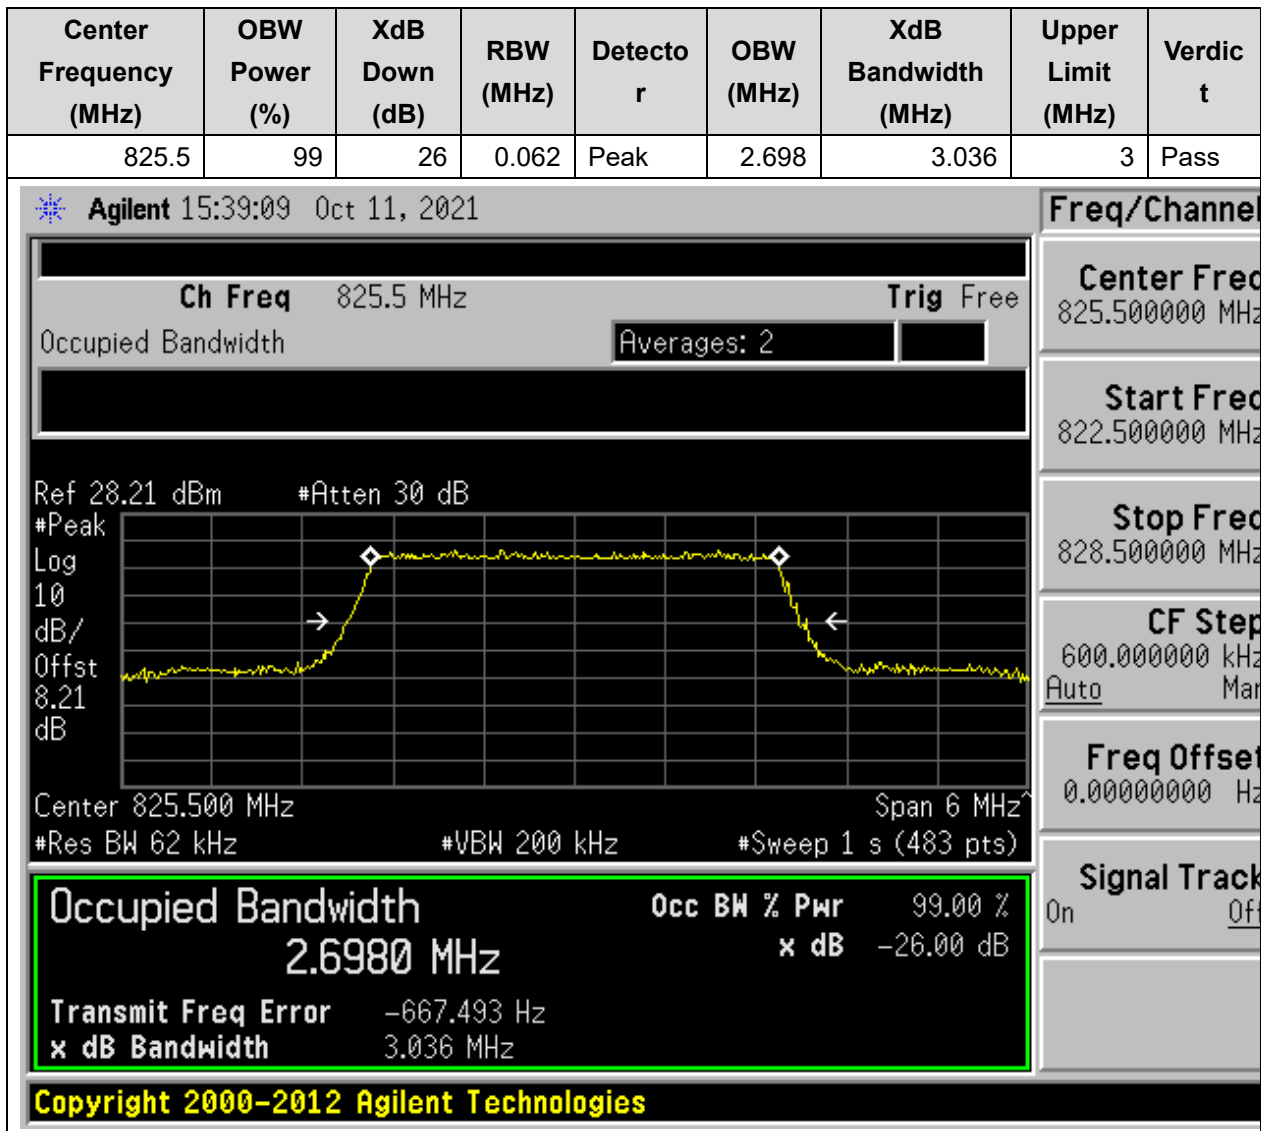 Center Frequency (MHz) OBW Power (%) XdB Down (dB) RBW (MHz) Detecto r OBW (MHz) XdB Bandwidth (MHz) Upper Limit (MHz) Verdic t
825.5 99 26 0.062 Peak 2.698 3.036 3 Pass
Agilent 15:39:09 Oct 11, 2021
Freq/Channel
Ch Freq 825.5 MHz Trig Free
Occupied Bandwidth Averages: 2
Center Freq
825.500000 MHz
Start Freq
822.500000 MHz
Stop Freq
828.500000 MHz
CF Step
600.000000 kHz
Auto Man
Freq Offset
0.00000000 Hz
Signal Track
On Off
Ref 28.21 dBm #Atten 30 dB
#Peak
Log
10
dB/
Offst
8.21
dB
Center 825.500 MHz Span 6 MHz^
#Res BW 62 kHz #VBW 200 kHz #Sweep 1 s (483 pts)
Occupied Bandwidth Occ BW % Pwr 99.00 %
2.6980 MHz x dB -26.00 dB
Transmit Freq Error -667.493 Hz
x dB Bandwidth 3.036 MHz
Copyright 2000-2012 Agilent Technologies